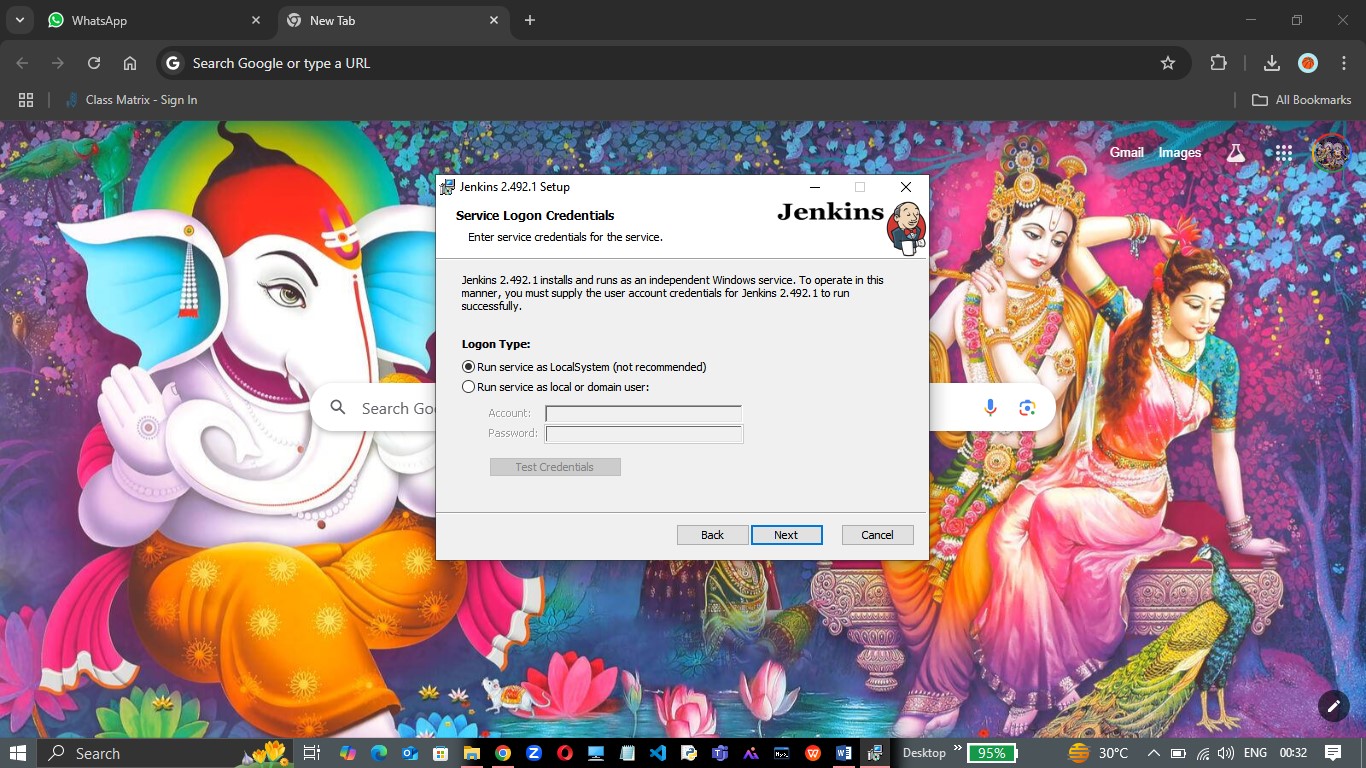 WhatsApp
New Tab
Search Google or type a URL
Class Matrix - Sign In
All Bookmarks
Gmail Images
Jenkins 2.492.1 Setup
Service Logon Credentials
Jenkins
Enter service credentials for the service.
Jenkins 2.492.1 installs and runs as an independent Windows service. To operate in this
manner, you must supply the user account credentials for Jenkins 2.492.1 to run
successfully.
Logon Type:
Run service as LocalSystem (not recommended)
Run service as local or domain user:
Search Go
Account:
Password:
Test Credentials
Back Next Cancel
Search
Desktop
95%
30°C
ENG
00:32